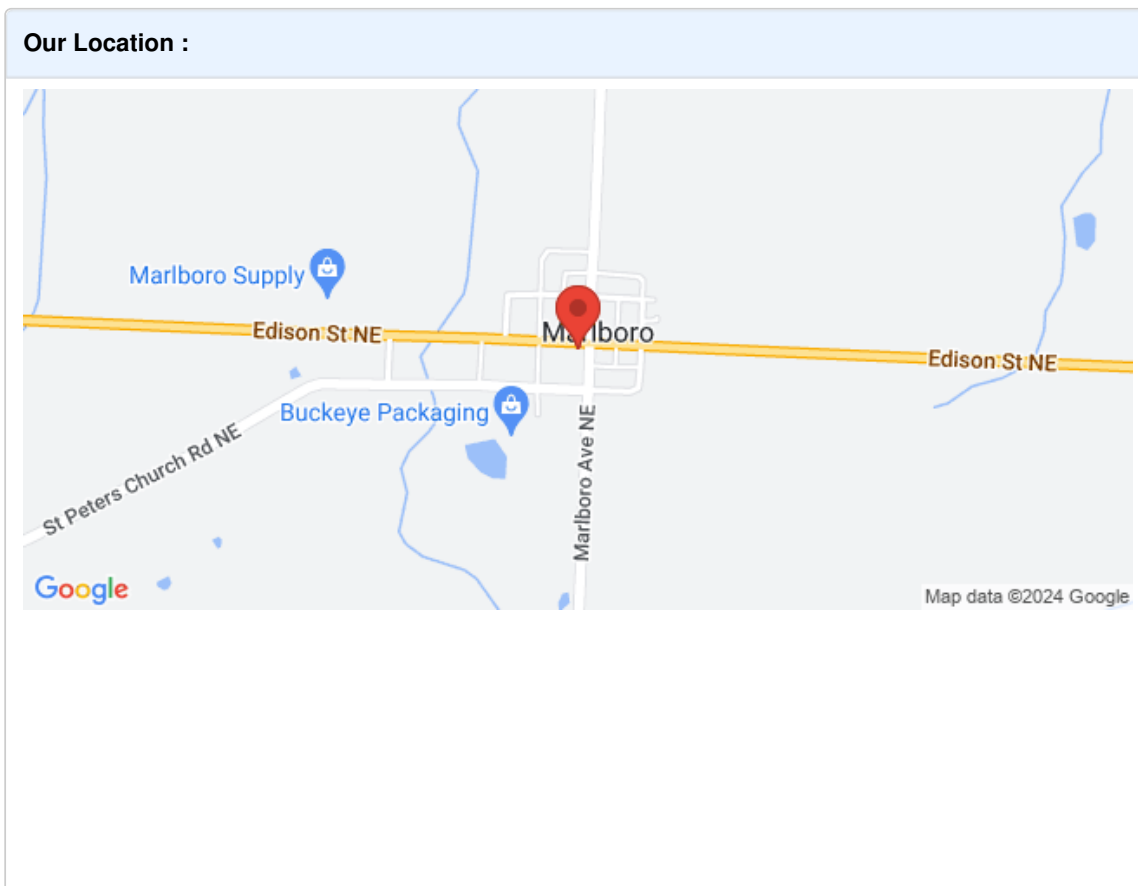 Our Location :
Marlboro Supply
Edison St NE
Marlboro
Edison St NE
Buckeye Packaging
St Peters Church Rd NE
Marlboro Ave NE
Google
Map data ©2024 Google